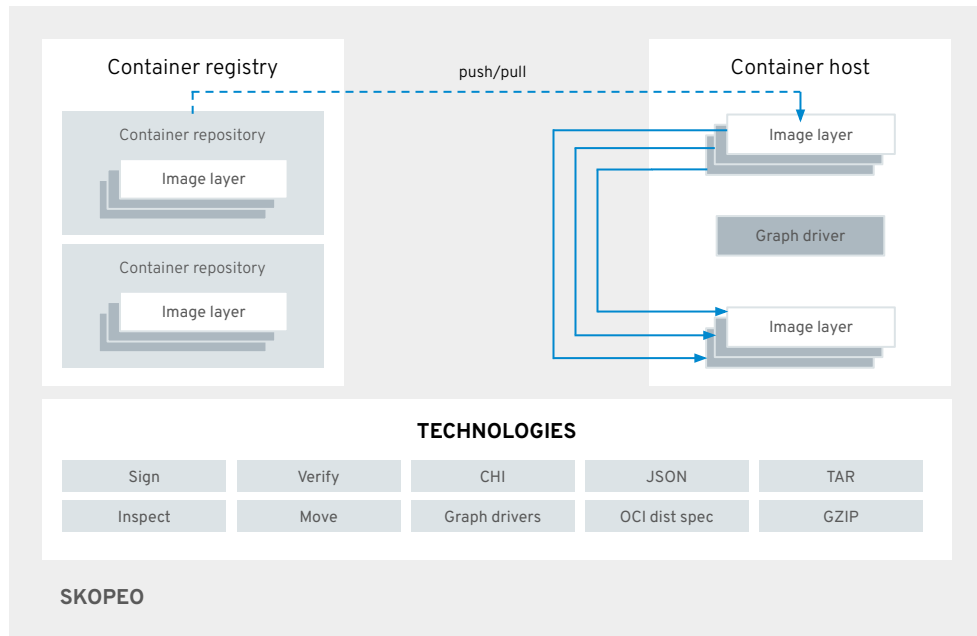 Container registry
push/pull
Container host
Container repository
Image layer
Image layer
Graph driver
Container repository
Image layer
Image layer
TECHNOLOGIES
Sign
Verify
CHI
JSON
TAR
Inspect
Move
Graph drivers
OCI dist spec
GZIP
SKOPEO